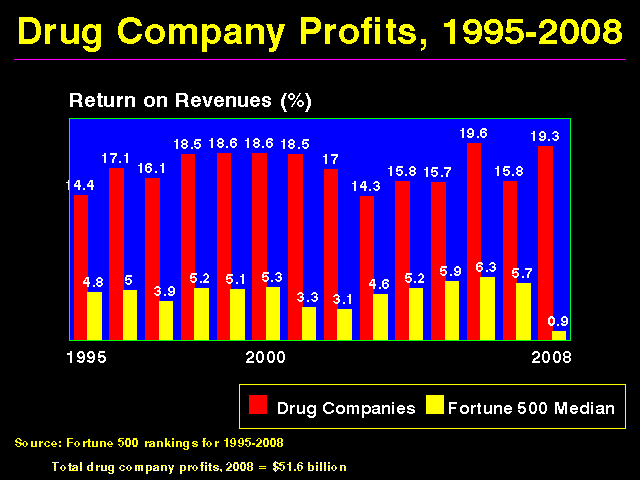 Drug Company Profits, 1995-2008
Return on Revenues (%)
14.4 17.1 16.1 18.5 18.6 18.6 18.5 17 14.3 15.8 15.7 19.6 15.8 19.3
4.8 5 3.9 5.2 5.1 5.3 3.3 3.1 4.6 5.2 5.9 6.3 5.7 0.9
1995 2000 2008
Drug Companies Fortune 500 Median
Source: Fortune 500 rankings for 1995-2008
Total drug company profits, 2008 = $51.6 billion